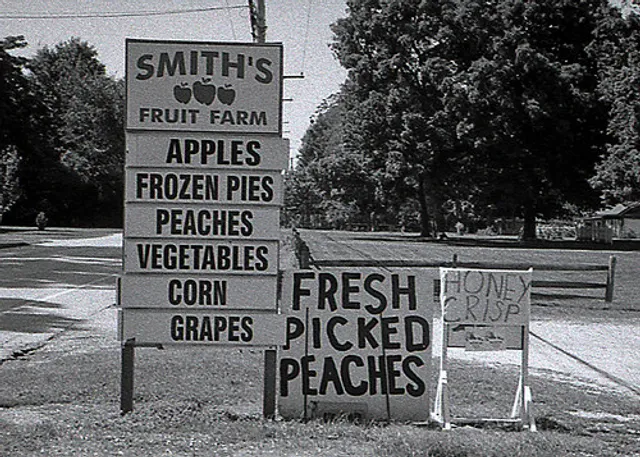 SMITH'S
FRUIT FARM
APPLES
FROZEN PIES
PEACHES
VEGETABLES
CORN
GRAPES
FRESH
PICKED
PEACHES
HONEY
CRISP